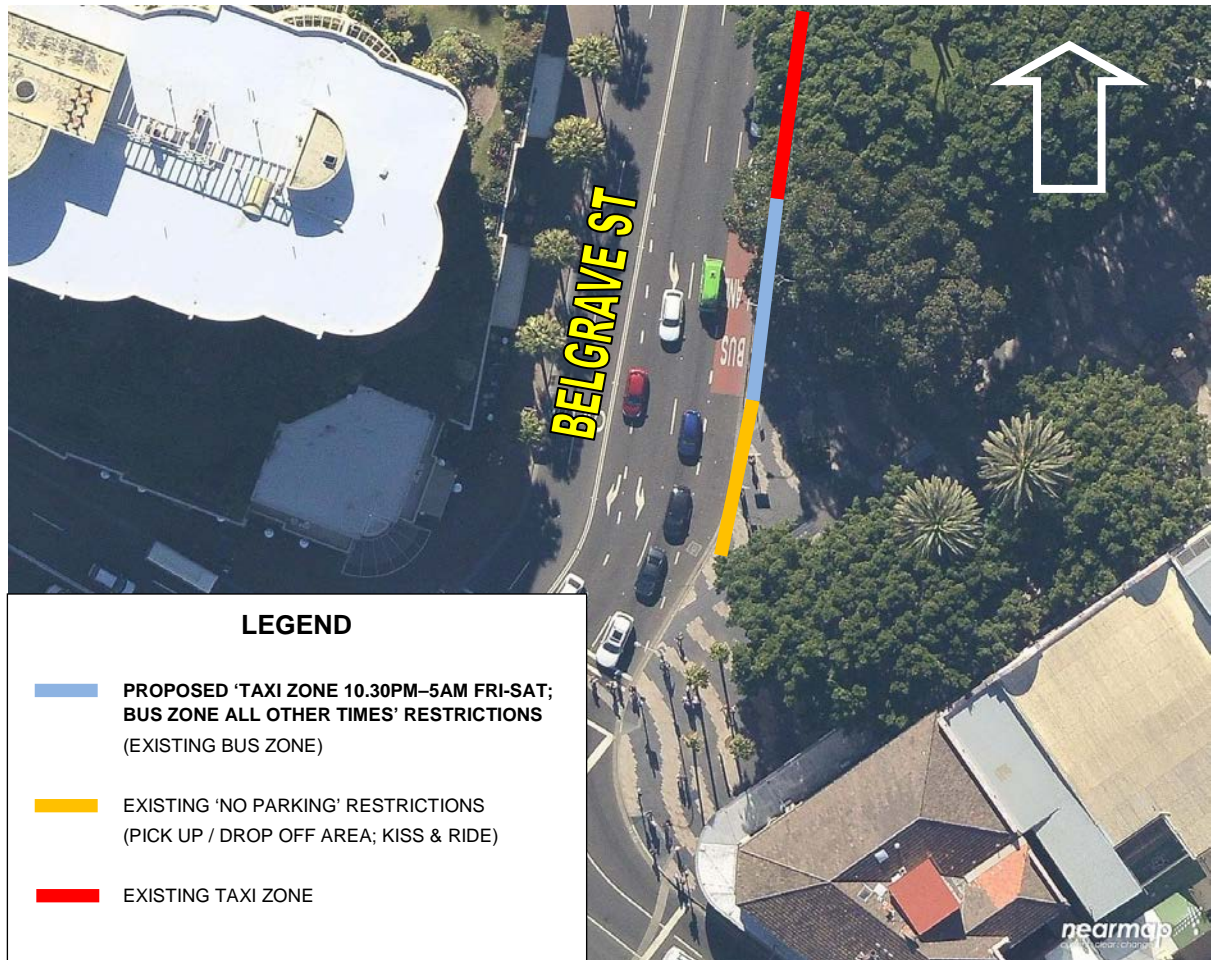 BELGRAVE ST
BUS
LEGEND
PROPOSED ‘TAXI ZONE 10.30PM–5AM FRI-SAT;
BUS ZONE ALL OTHER TIMES’ RESTRICTIONS
(EXISTING BUS ZONE)
EXISTING ‘NO PARKING’ RESTRICTIONS
(PICK UP / DROP OFF AREA; KISS & RIDE)
EXISTING TAXI ZONE
nearmap